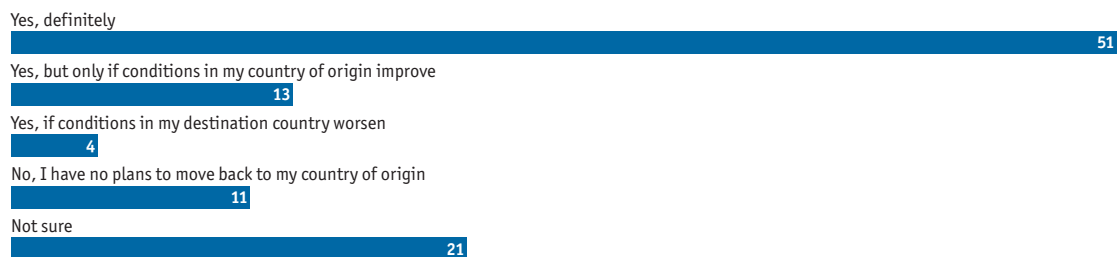 Yes, definitely
51
Yes, but only if conditions in my country of origin improve
13
Yes, if conditions in my destination country worsen
4
No, I have no plans to move back to my country of origin
11
Not sure
21